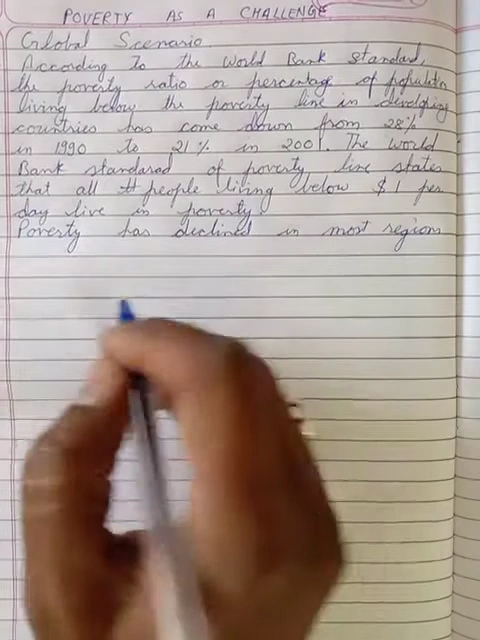 POVERTY AS A CHALLENGE
Global Scenario
According To the World Bank standard,
the poverty ratio or percentage of population
living below the poverty line in developing
countries has come down from 28%
in 1990 to 21% in 2001. The World
Bank standarad of poverty line states
that all people living below $1 per
day live in poverty.
Poverty has declined in most regions